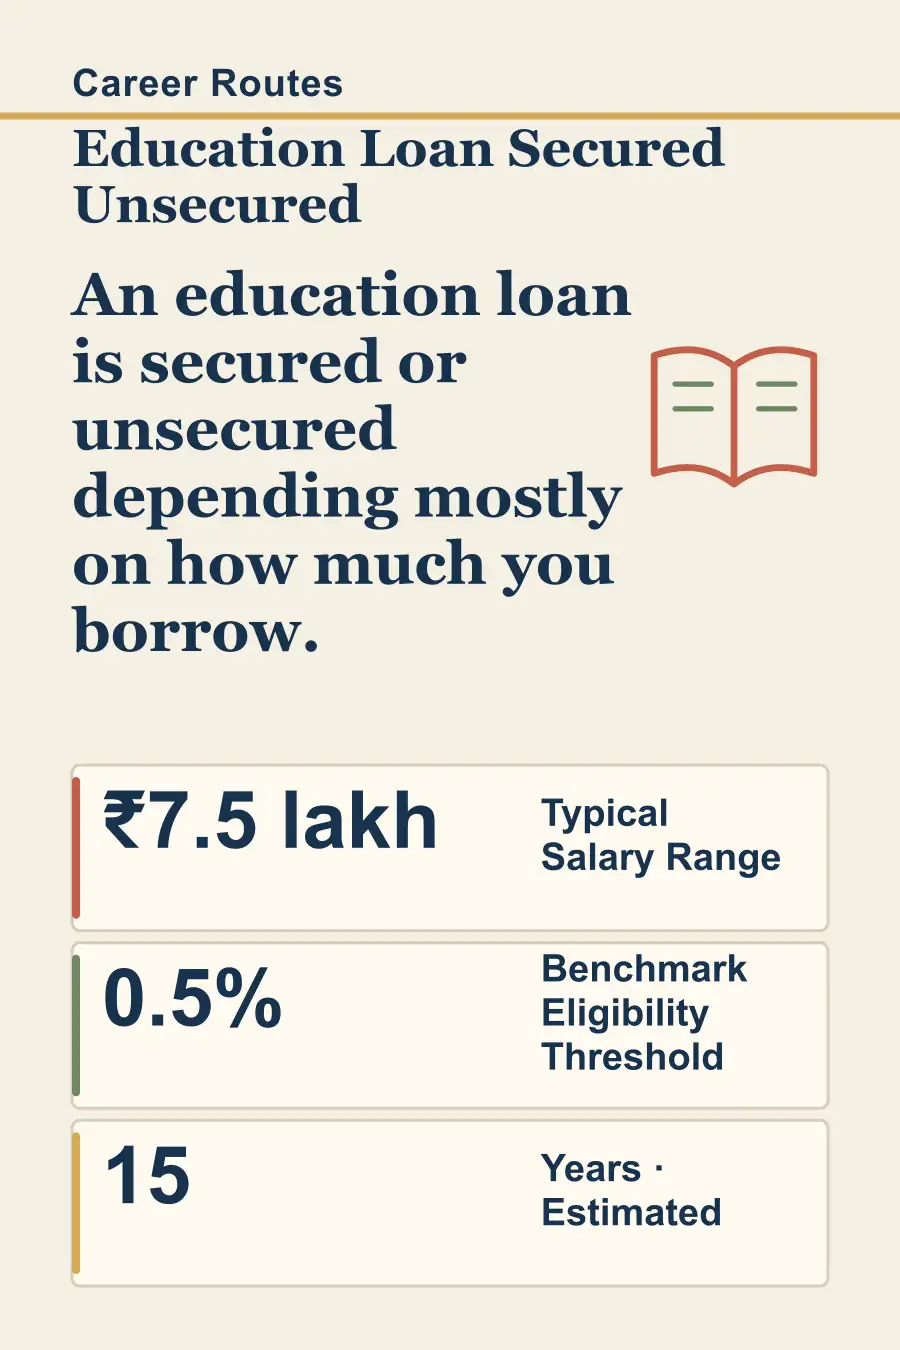 Career Routes
Education Loan Secured
Unsecured
An education loan
is secured or
unsecured
depending mostly
on how much you
borrow.
₹7.5 lakh
Typical
Salary Range
0.5%
Benchmark
Eligibility
Threshold
15
Years ·
Estimated